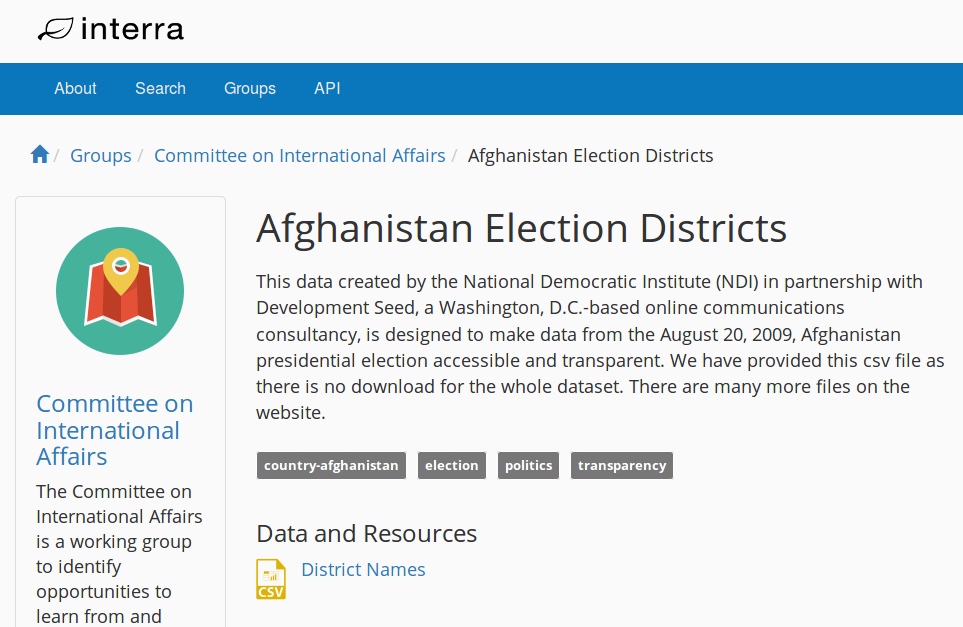 interra
About Search Groups API
/ Groups / Committee on International Affairs / Afghanistan Election Districts
Committee on
International
Affairs
The Committee on
International Affairs
is a working group
to identify
opportunities to
learn from and
Afghanistan Election Districts
This data created by the National Democratic Institute (NDI) in partnership with
Development Seed, a Washington, D.C.-based online communications
consultancy, is designed to make data from the August 20, 2009, Afghanistan
presidential election accessible and transparent. We have provided this csv file as
there is no download for the whole dataset. There are many more files on the
website.
country-afghanistan election politics transparency
Data and Resources
CSV District Names